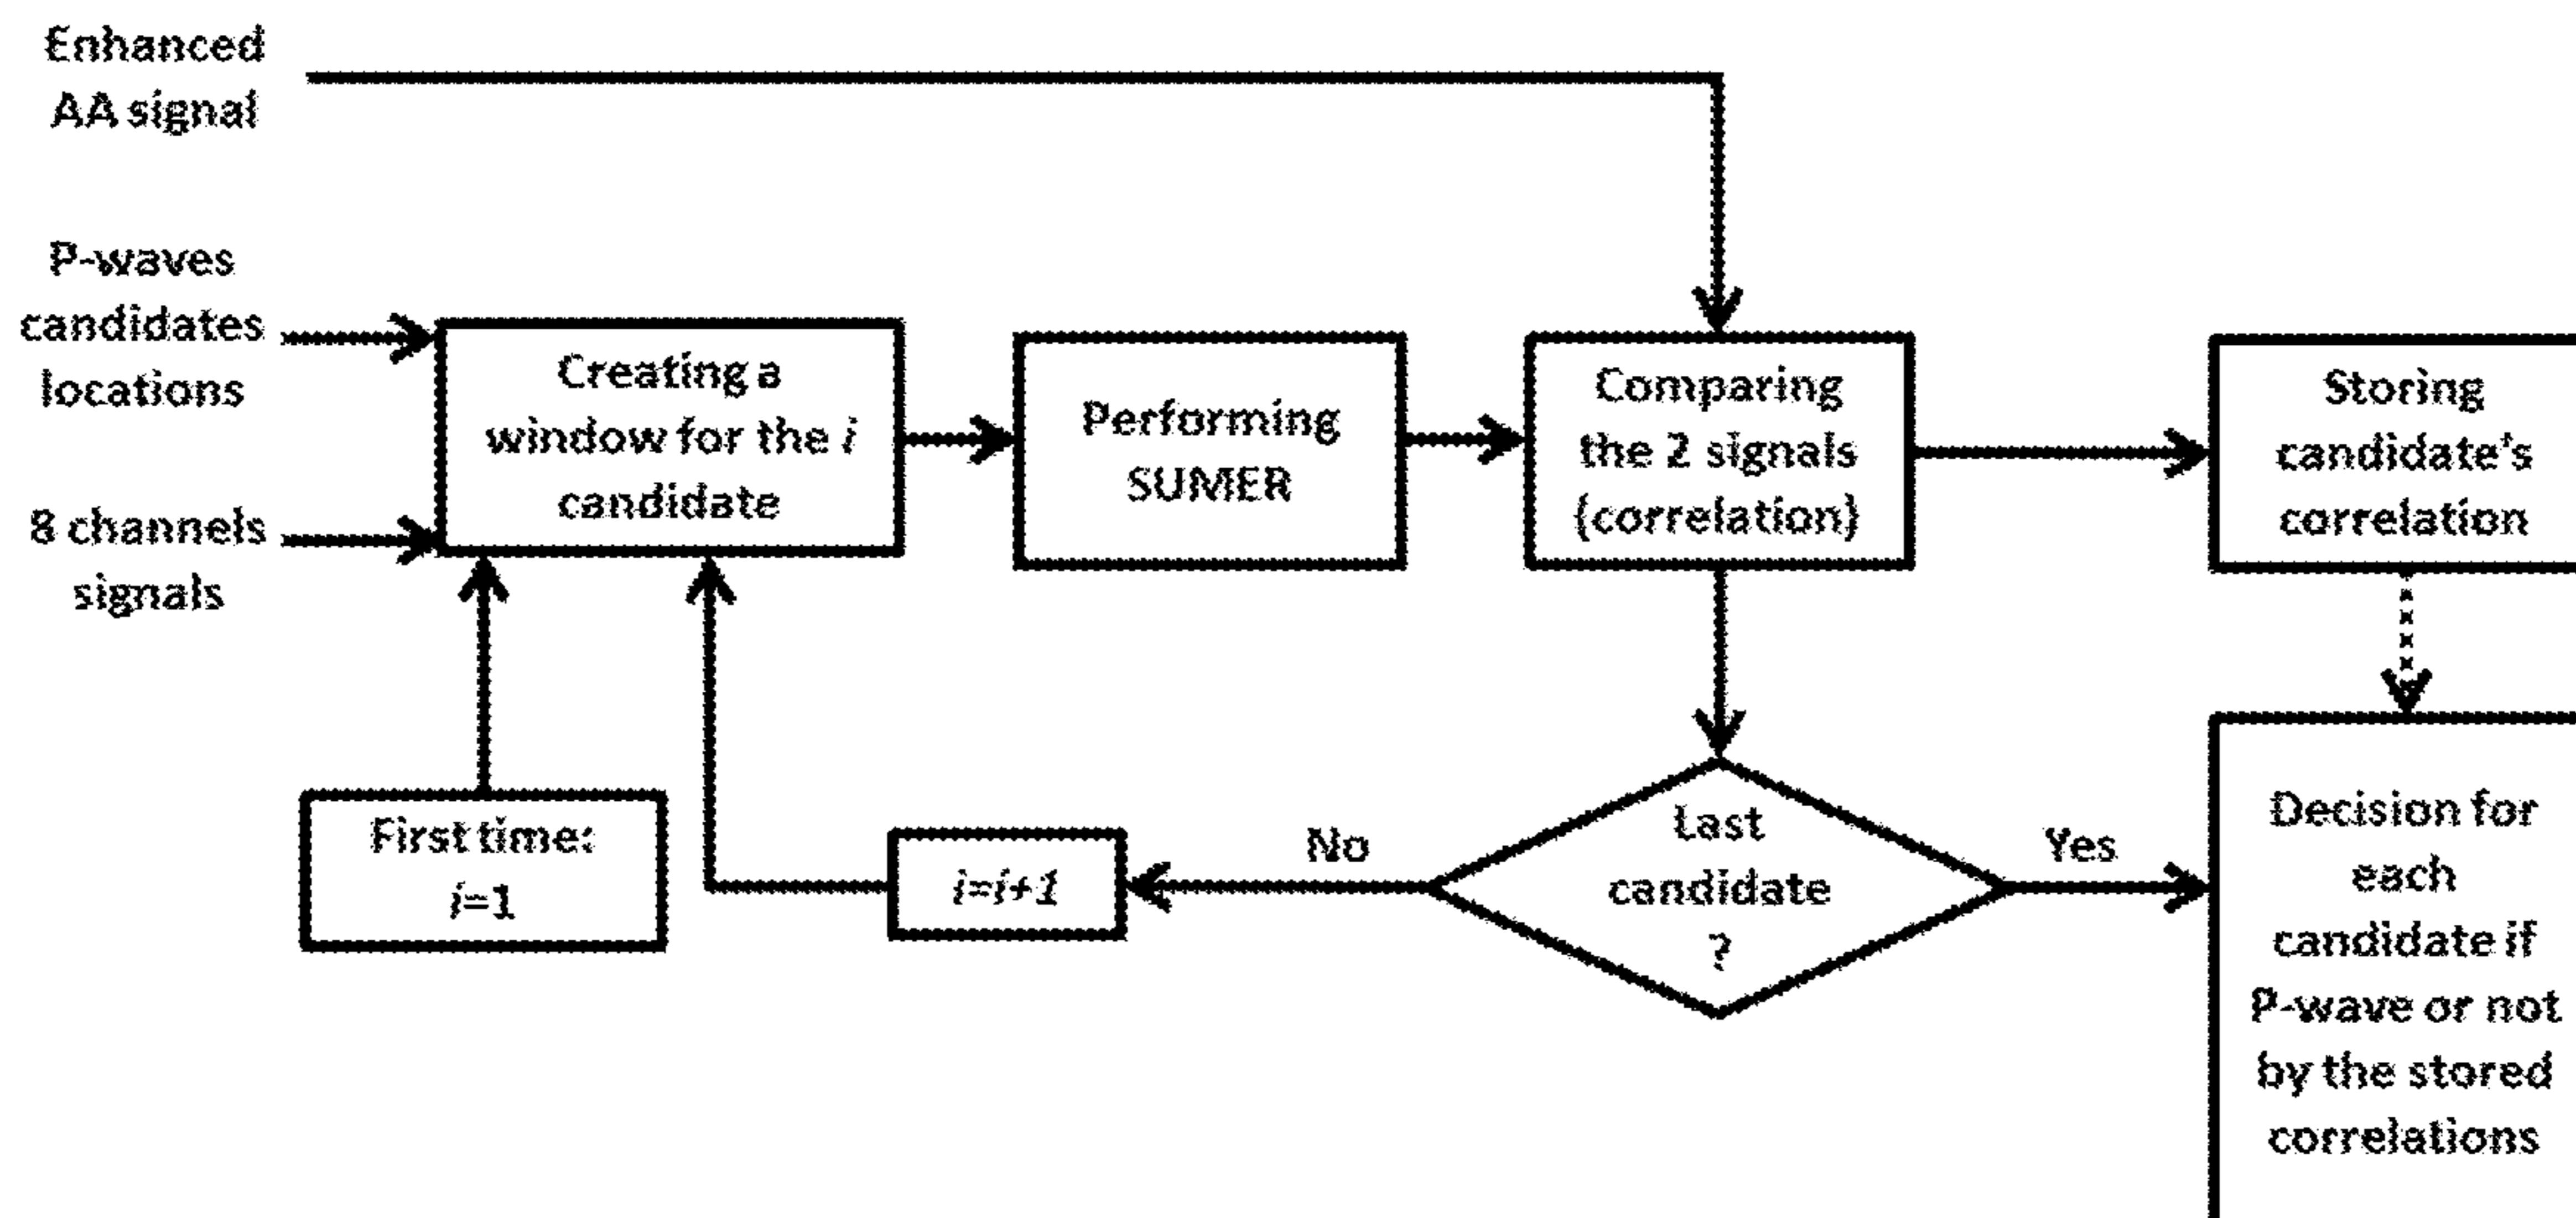 Enhanced
AA signal
P-waves
candidates
locations
8 channels
signals
Creating a
window for the i
candidate
Performing
SUMER
Comparing
the 2 signals
(correlation)
Storing
candidate's
correlation
First time:
i=1
i=i+1
No
Last
candidate
?
Yes
Decision for
each
candidate if
P-wave or not
by the stored
correlations